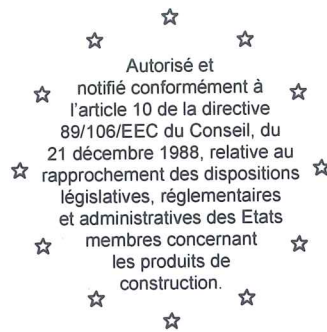 Autorisé et
notifié conformément à
l'article 10 de la directive
89/106/EEC du Conseil, du
21 décembre 1988, relative au
rapprochement des dispositions
législatives, réglementaires
et administratives des Etats
membres concernant
les produits de
construction.